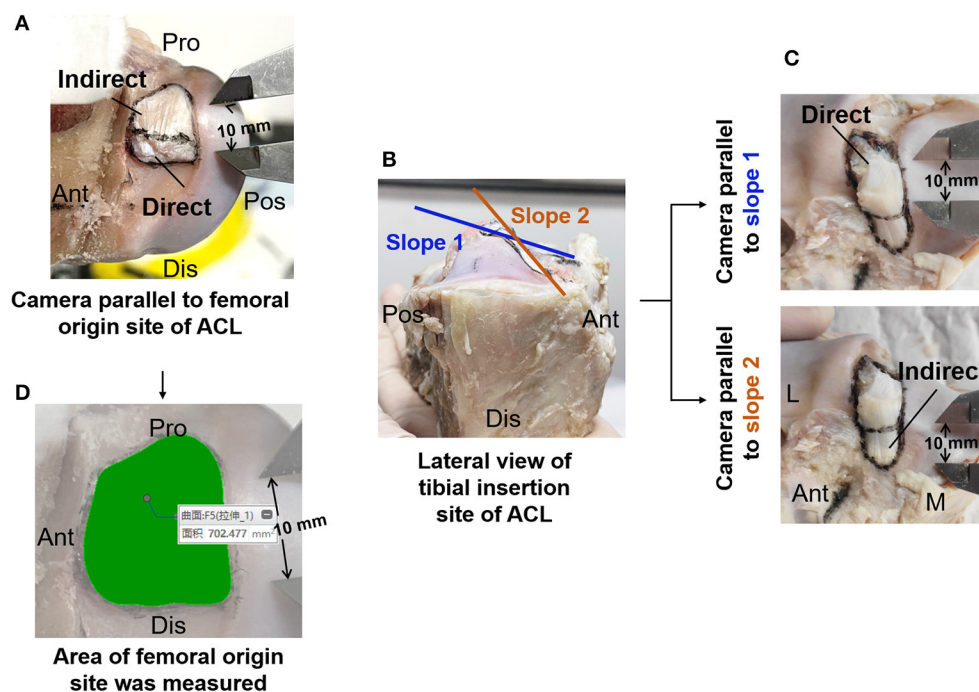 A
Pro
Indirect
10 mm
Ant
Direct
Pos
Dis
Camera parallel to femoral
origin site of ACL
B
Slope 2
Slope 1
Pos
Ant
Dis
Lateral view of
tibial insertion
site of ACL
Camera parallel
to slope 1
Camera parallel
to slope 2
C
Direct
10 mm
Indirec
L
10 mm
Ant
M
D
Pro
曲面:F5(拉伸_1)
面积 702.477 mm²
10 mm
Ant
Dis
Area of femoral origin
site was measured